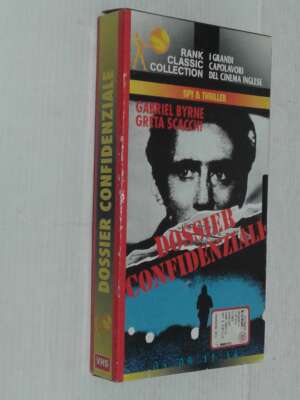 RANK
CLASSIC
COLLECTION
I GRANDI
CAPOLAVORI
DEL CINEMA INGLESE
SPY & THRILLER
GABRIEL BYRNE
GRETA SCACCHI
DOSSIER
CONFIDENZIALE
DOSSIER CONFIDENZIALE
VHS